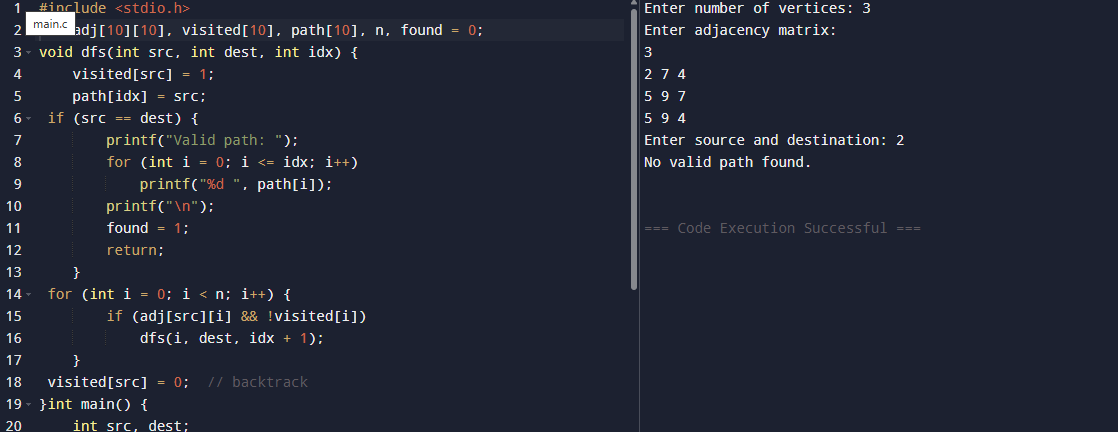 1 #include <stdio.h>
main.c
2 adj[10][10], visited[10], path[10], n, found = 0;
3 void dfs(int src, int dest, int idx) {
4 visited[src] = 1;
5 path[idx] = src;
6 if (src == dest) {
7 printf("Valid path: ");
8 for (int i = 0; i <= idx; i++)
9 printf("%d ", path[i]);
10 printf("\n");
11 found = 1;
12 return;
13 }
14 for (int i = 0; i < n; i++) {
15 if (adj[src][i] && !visited[i])
16 dfs(i, dest, idx + 1);
17 }
18 visited[src] = 0;  // backtrack
19 }int main() {
20 int src, dest;
Enter number of vertices: 3
Enter adjacency matrix:
3
2 7 4
5 9 7
5 9 4
Enter source and destination: 2
No valid path found.
=== Code Execution Successful ===